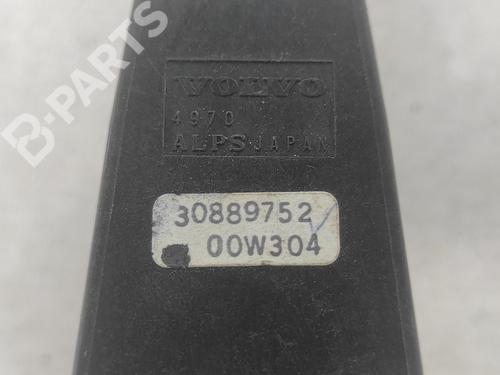 B-PARTS
VOLVO
4970
ALPS JAPAN
30889752
00W304